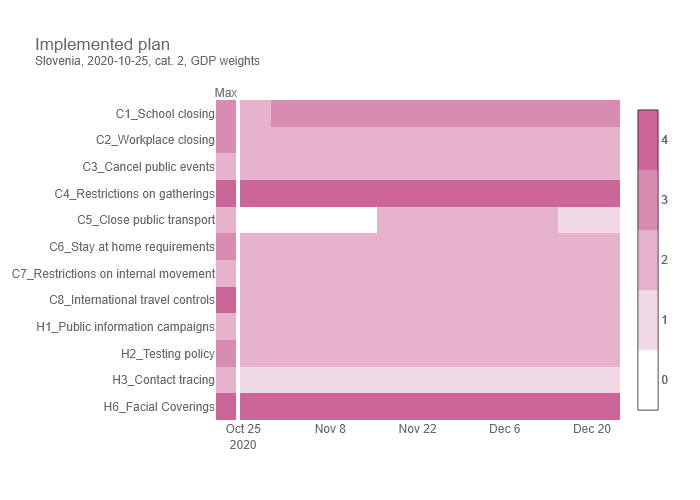 Implemented plan
Slovenia, 2020-10-25, cat. 2, GDP weights
Max
C1_School closing
C2_Workplace closing
C3_Cancel public events
C4_Restrictions on gatherings
C5_Close public transport
C6_Stay at home requirements
C7_Restrictions on internal movement
C8_International travel controls
H1_Public information campaigns
H2_Testing policy
H3_Contact tracing
H6_Facial Coverings
Oct 25 Nov 8 Nov 22 Dec 6 Dec 20
2020
4
3
2
1
0